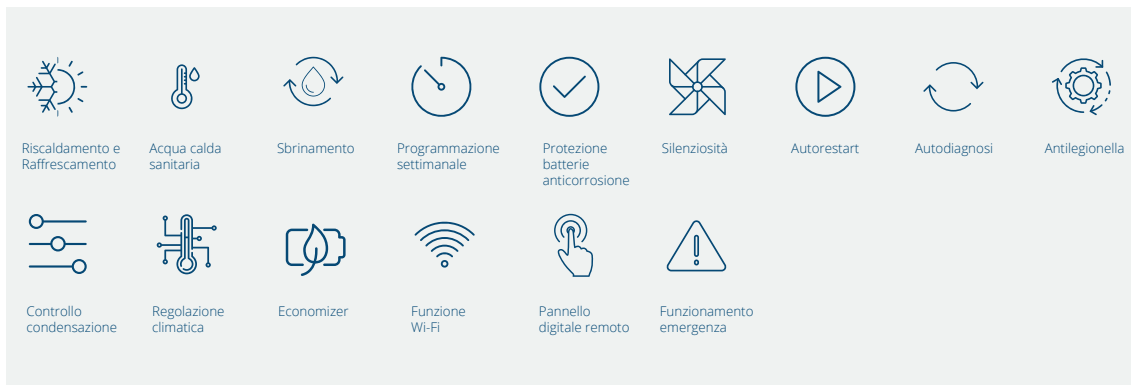 Riscaldamento e
Raffrescamento
Acqua calda
sanitaria
Sbrinamento
Programmazione
settimanale
Protezione
batterie
anticorrosione
Silenziosità
Autorestart
Autodiagnosi
Antilegionella
Controllo
condensazione
Regolazione
climatica
Economizer
Funzione
Wi-Fi
Pannello
digitale remoto
Funzionamento
emergenza